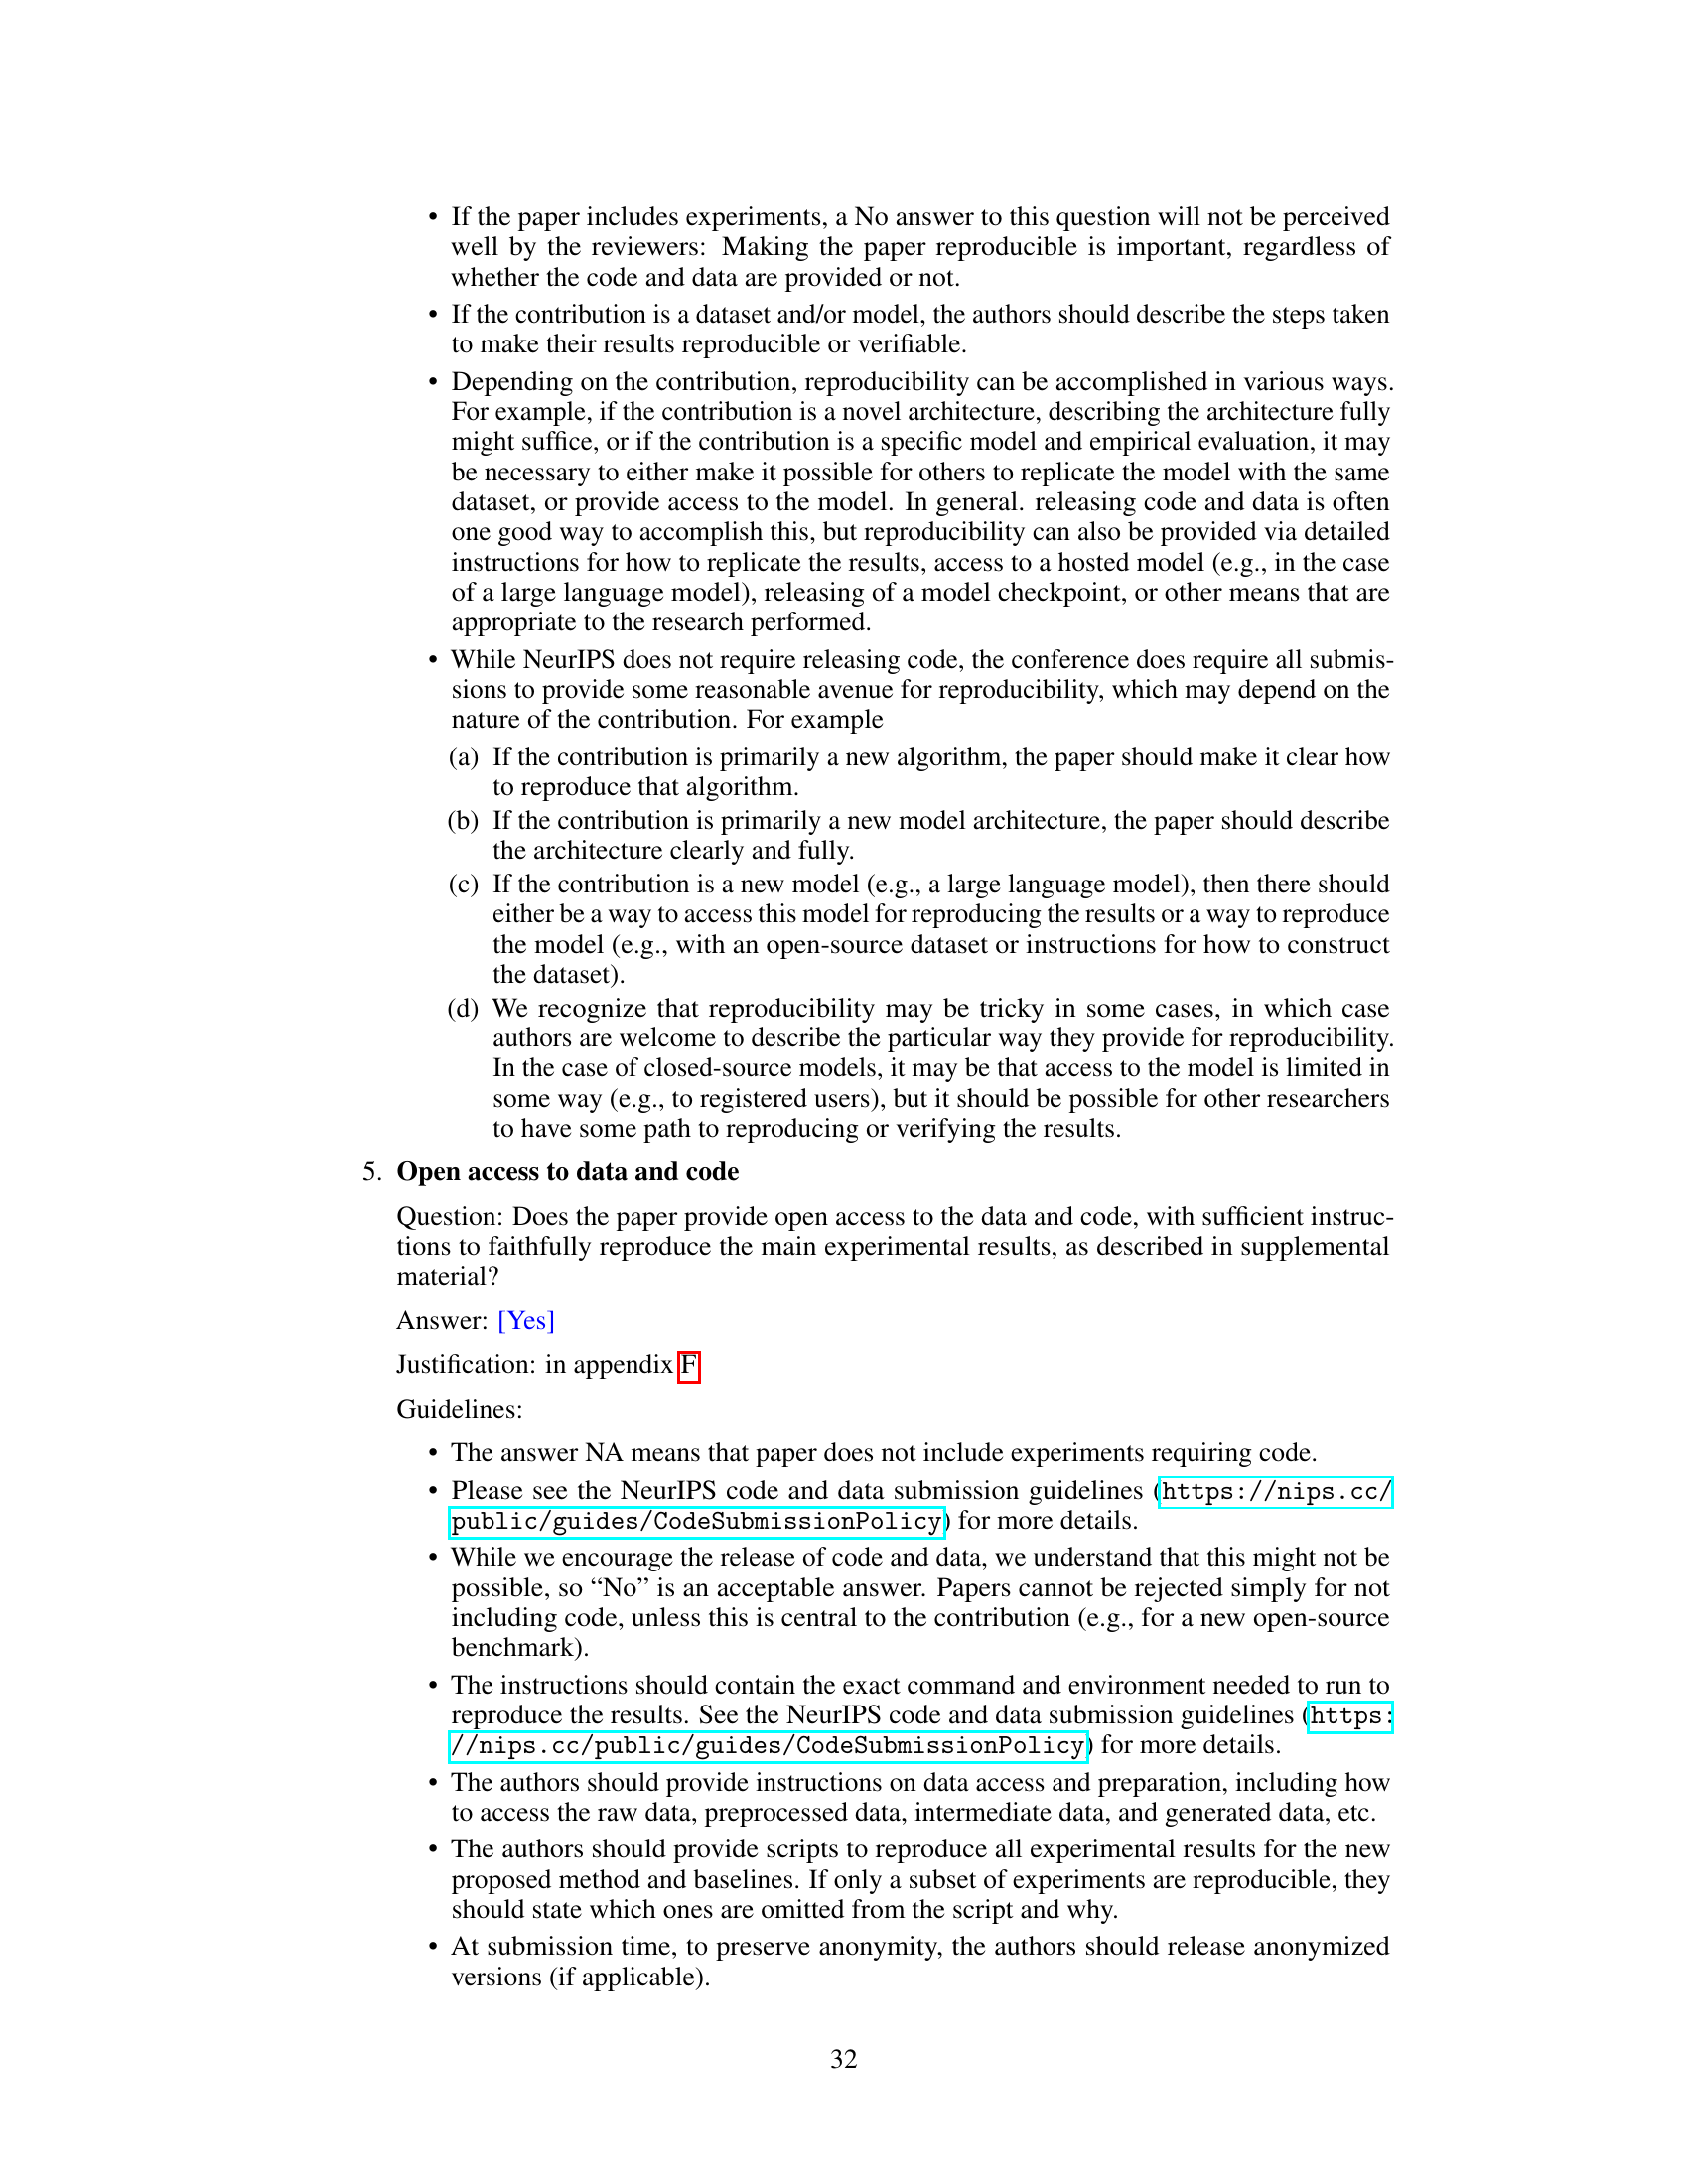 • If the paper includes experiments, a No answer to this question will not be perceived
well by the reviewers: Making the paper reproducible is important, regardless of
whether the code and data are provided or not.
• If the contribution is a dataset and/or model, the authors should describe the steps taken
to make their results reproducible or verifiable.
• Depending on the contribution, reproducibility can be accomplished in various ways.
For example, if the contribution is a novel architecture, describing the architecture fully
might suffice, or if the contribution is a specific model and empirical evaluation, it may
be necessary to either make it possible for others to replicate the model with the same
dataset, or provide access to the model. In general. releasing code and data is often
one good way to accomplish this, but reproducibility can also be provided via detailed
instructions for how to replicate the results, access to a hosted model (e.g., in the case
of a large language model), releasing of a model checkpoint, or other means that are
appropriate to the research performed.
• While NeurIPS does not require releasing code, the conference does require all submis-
sions to provide some reasonable avenue for reproducibility, which may depend on the
nature of the contribution. For example
(a) If the contribution is primarily a new algorithm, the paper should make it clear how
to reproduce that algorithm.
(b) If the contribution is primarily a new model architecture, the paper should describe
the architecture clearly and fully.
(c) If the contribution is a new model (e.g., a large language model), then there should
either be a way to access this model for reproducing the results or a way to reproduce
the model (e.g., with an open-source dataset or instructions for how to construct
the dataset).
(d) We recognize that reproducibility may be tricky in some cases, in which case
authors are welcome to describe the particular way they provide for reproducibility.
In the case of closed-source models, it may be that access to the model is limited in
some way (e.g., to registered users), but it should be possible for other researchers
to have some path to reproducing or verifying the results.
5. Open access to data and code
Question: Does the paper provide open access to the data and code, with sufficient instruc-
tions to faithfully reproduce the main experimental results, as described in supplemental
material?
Answer: [Yes]
Justification: in appendix F
Guidelines:
• The answer NA means that paper does not include experiments requiring code.
• Please see the NeurIPS code and data submission guidelines (https://nips.cc/
public/guides/CodeSubmissionPolicy) for more details.
• While we encourage the release of code and data, we understand that this might not be
possible, so “No” is an acceptable answer. Papers cannot be rejected simply for not
including code, unless this is central to the contribution (e.g., for a new open-source
benchmark).
• The instructions should contain the exact command and environment needed to run to
reproduce the results. See the NeurIPS code and data submission guidelines (https:
//nips.cc/public/guides/CodeSubmissionPolicy) for more details.
• The authors should provide instructions on data access and preparation, including how
to access the raw data, preprocessed data, intermediate data, and generated data, etc.
• The authors should provide scripts to reproduce all experimental results for the new
proposed method and baselines. If only a subset of experiments are reproducible, they
should state which ones are omitted from the script and why.
• At submission time, to preserve anonymity, the authors should release anonymized
versions (if applicable).
32